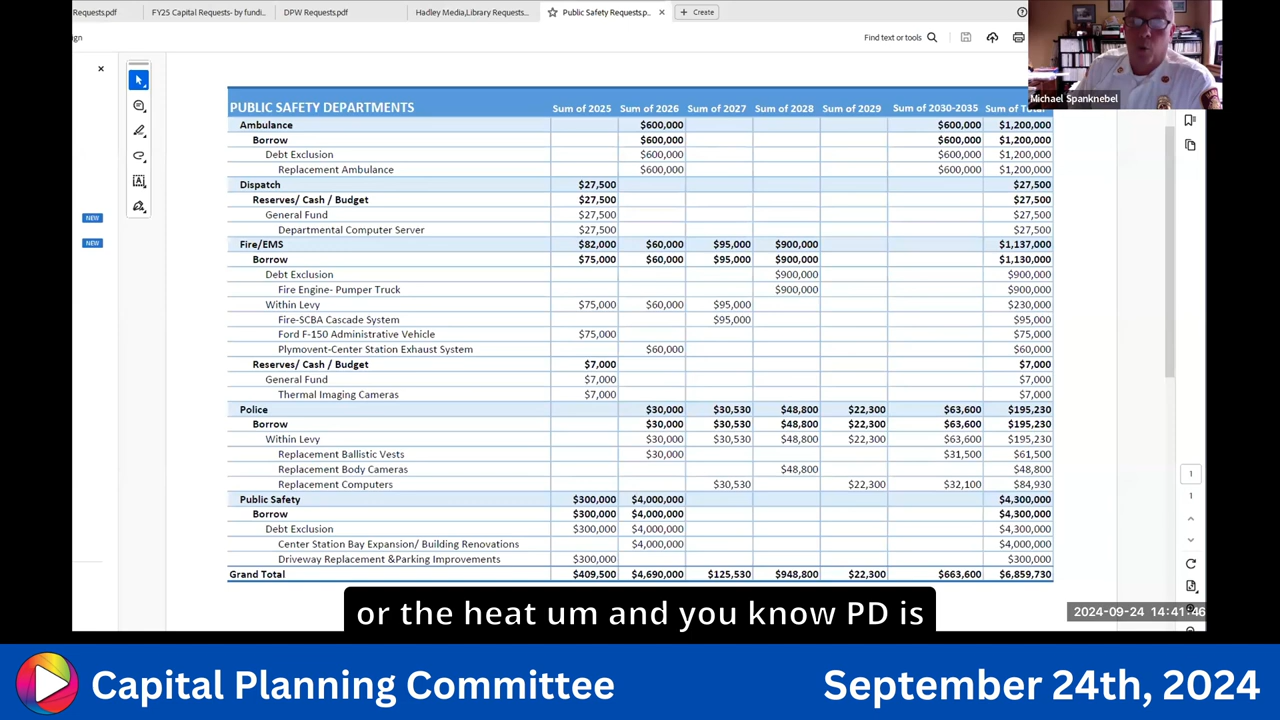 Requests.pdf FY25 Capital Requests- by fundi... DPW Requests.pdf Hadley Media,Library Requests... Public Safety Requests.p... × + Create
ign Find text or tools
Michael Spanknebel
PUBLIC SAFETY DEPARTMENTS Sum of 2025 Sum of 2026 Sum of 2027 Sum of 2028 Sum of 2029 Sum of 2030-2035 Sum of
Ambulance $600,000 $600,000 $1,200,000
Borrow $600,000 $600,000 $1,200,000
Debt Exclusion $600,000 $600,000 $1,200,000
Replacement Ambulance $600,000 $600,000 $1,200,000
Dispatch $27,500 $27,500
Reserves/ Cash / Budget $27,500 $27,500
General Fund $27,500 $27,500
Departmental Computer Server $27,500 $27,500
Fire/EMS $82,000 $60,000 $95,000 $900,000 $1,137,000
Borrow $75,000 $60,000 $95,000 $900,000 $1,130,000
Debt Exclusion $900,000 $900,000
Fire Engine- Pumper Truck $900,000 $900,000
Within Levy $75,000 $60,000 $95,000 $230,000
Fire-SCBA Cascade System $95,000 $95,000
Ford F-150 Administrative Vehicle $75,000 $75,000
Plymovent-Center Station Exhaust System $60,000 $60,000
Reserves/ Cash / Budget $7,000 $7,000
General Fund $7,000 $7,000
Thermal Imaging Cameras $7,000 $7,000
Police $30,000 $30,530 $48,800 $22,300 $63,600 $195,230
Borrow $30,000 $30,530 $48,800 $22,300 $63,600 $195,230
Within Levy $30,000 $30,530 $48,800 $22,300 $63,600 $195,230
Replacement Ballistic Vests $30,000 $31,500 $61,500
Replacement Body Cameras $48,800 $48,800
Replacement Computers $30,530 $22,300 $32,100 $84,930
Public Safety $300,000 $4,000,000 $4,300,000
Borrow $300,000 $4,000,000 $4,300,000
Debt Exclusion $300,000 $4,000,000 $4,300,000
Center Station Bay Expansion/ Building Renovations $4,000,000 $4,000,000
Driveway Replacement &Parking Improvements $300,000 $300,000
Grand Total $409,500 $4,690,000 $125,530 $948,800 $22,300 $663,600 $6,859,730
NEW
NEW
1
1
or the heat um and you know PD is
2024-09-24 14:41:46
Capital Planning Committee September 24th, 2024